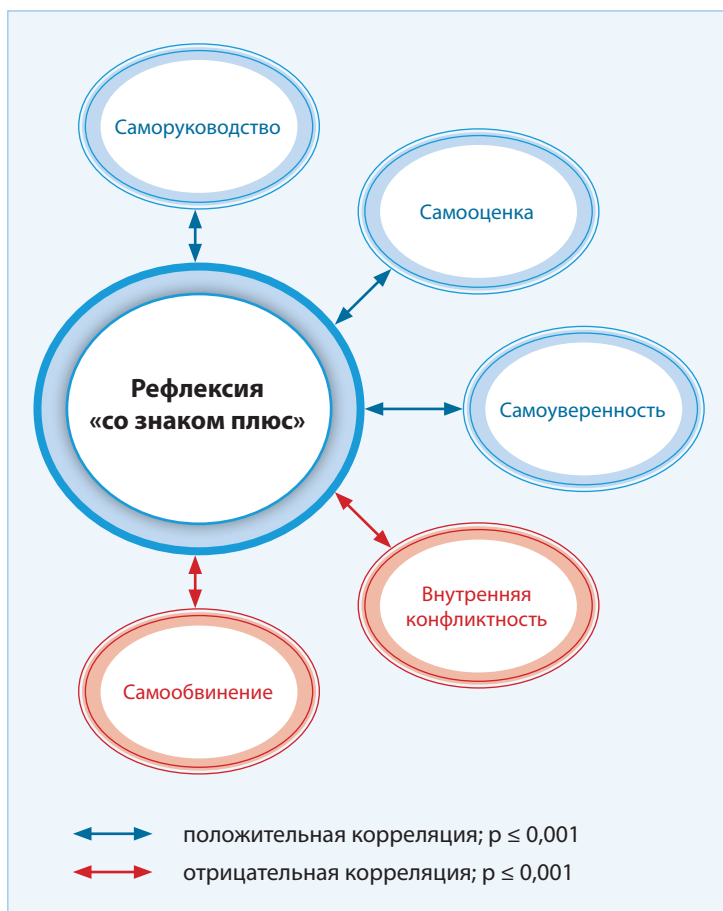 Саморуководство
Самооценка
Рефлексия
«со знаком плюс»
Самоуверенность
Внутренняя
конфликтность
Самообвинение
положительная корреляция; p ≤ 0,001
отрицательная корреляция; p ≤ 0,001